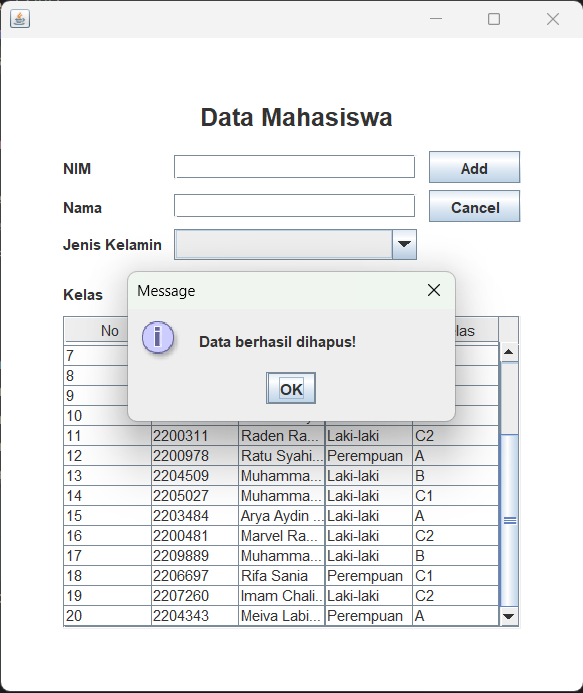 Data Mahasiswa
NIM
Add
Nama
Cancel
Jenis Kelamin
Kelas
Message
Data berhasil dihapus!
OK
No
7
8
9
10
11 2200311 Raden Ra... Laki-laki C2
12 2200978 Ratu Syahi... Perempuan A
13 2204509 Muhamma... Laki-laki B
14 2205027 Muhamma... Laki-laki C1
15 2203484 Arya Aydin ... Laki-laki A
16 2200481 Marvel Ra... Laki-laki C2
17 2209889 Muhamma... Laki-laki B
18 2206697 Rifa Sania Perempuan C1
19 2207260 Imam Chali... Laki-laki C2
20 2204343 Meiva Labi... Perempuan A